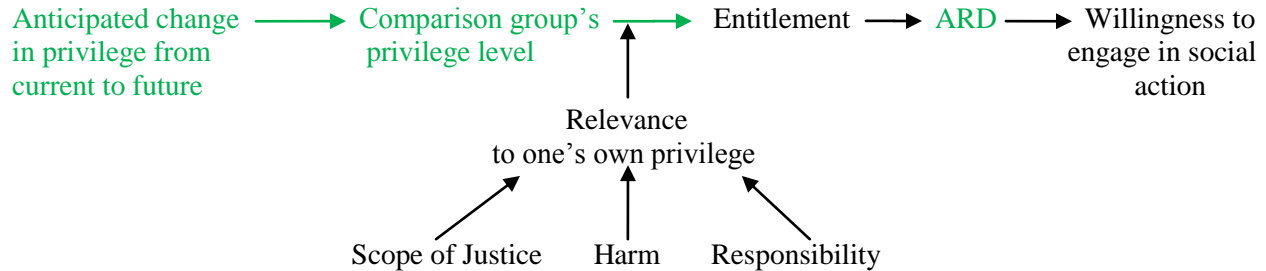 Anticipated change
in privilege from
current to future
Comparison group's
privilege level
Entitlement
ARD
Willingness to
engage in social
action
Relevance
to one's own privilege
Scope of Justice
Harm
Responsibility